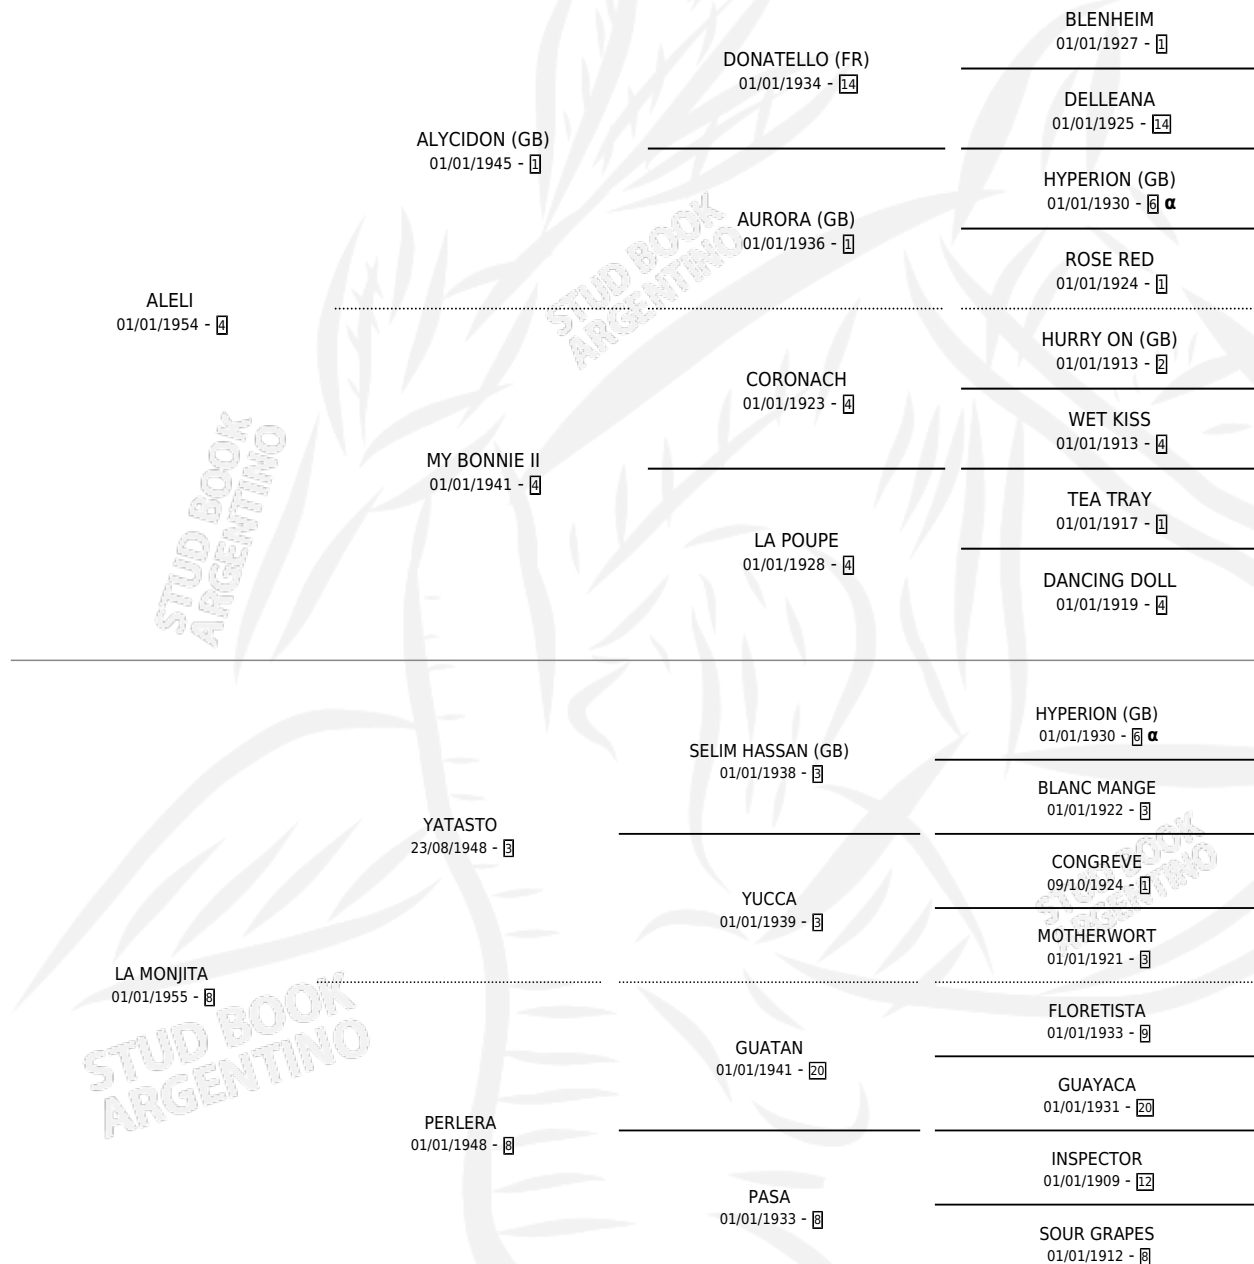 BLENHEIM
01/01/1927 - 1
DONATELLO (FR)
01/01/1934 - 14
DELLEANA
01/01/1925 - 14
ALYCIDON (GB)
01/01/1945 - 1
HYPERION (GB)
01/01/1930 - 6 α
AURORA (GB)
01/01/1936 - 1
ROSE RED
01/01/1924 - 1
ALELI
01/01/1954 - 4
HURRY ON (GB)
01/01/1913 - 2
CORONACH
01/01/1923 - 4
WET KISS
01/01/1913 - 4
MY BONNIE II
01/01/1941 - 4
TEA TRAY
01/01/1917 - 1
LA POUPE
01/01/1928 - 4
DANCING DOLL
01/01/1919 - 4
STUD BOOK
ARGENTINO
STUD BOOK
ARGENTINO
HYPERION (GB)
01/01/1930 - 6 α
SELIM HASSAN (GB)
01/01/1938 - 3
BLANC MANGE
01/01/1922 - 3
YATASTO
23/08/1948 - 3
CONGREVE
09/10/1924 - 1
YUCCA
01/01/1939 - 3
MOTHERWORT
01/01/1921 - 3
LA MONJITA
01/01/1955 - 8
FLORETISTA
01/01/1933 - 9
GUATAN
01/01/1941 - 20
GUAYACA
01/01/1931 - 20
PERLERA
01/01/1948 - 8
INSPECTOR
01/01/1909 - 12
PASA
01/01/1933 - 8
SOUR GRAPES
01/01/1912 - 8
STUD BOOK
ARGENTINO
STUD BOOK
ARGENTINO